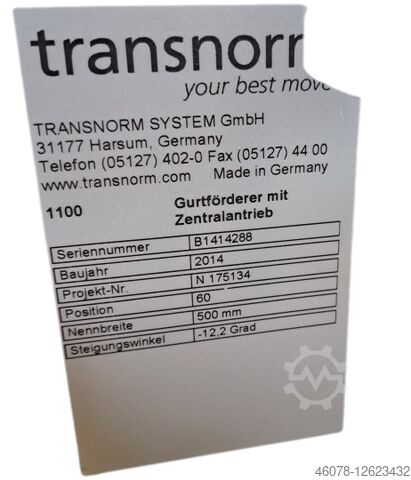 transnorm
your best move
TRANSNORM SYSTEM GmbH
31177 Harsum, Germany
Telefon (05127) 402-0 Fax (05127) 44 00
www.transnorm.com Made in Germany
1100 Gurtförderer mit
Zentralantrieb
Seriennummer B1414288
Baujahr 2014
Projekt-Nr. N 175134
Position 60
Nennbreite 500 mm
Steigungswinkel -12,2 Grad
46078-12623432